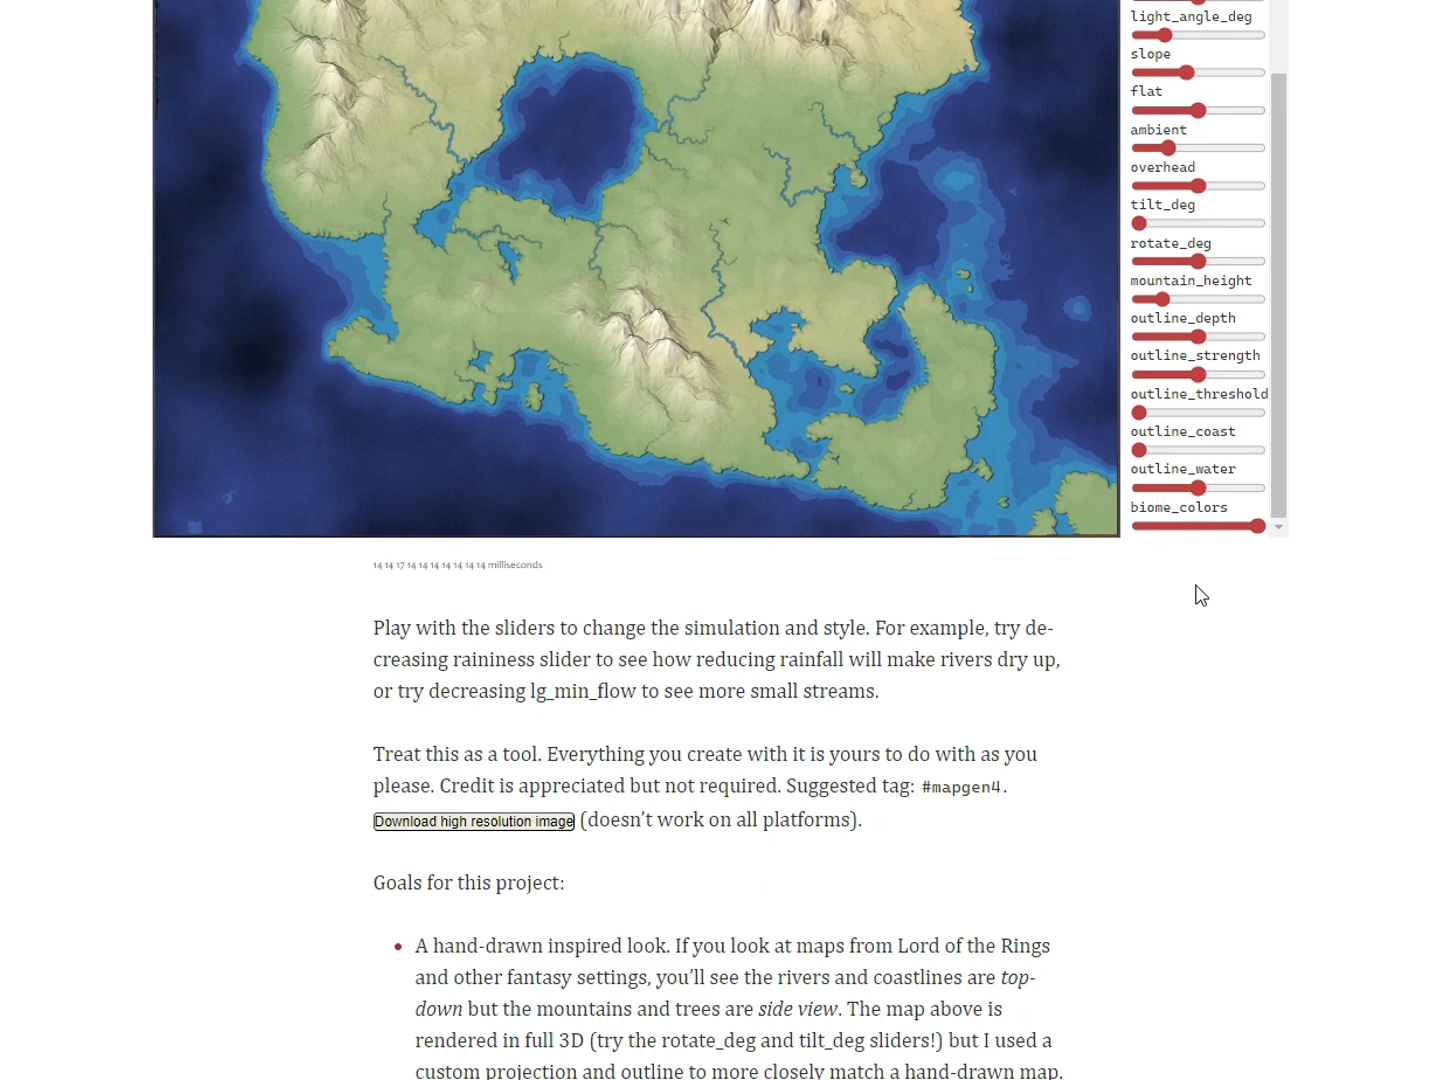 light_angle_deg
slope
flat
ambient
overhead
tilt_deg
rotate_deg
mountain_height
outline_depth
outline_strength
outline_threshold
outline_coast
outline_water
biome_colors
14 14 17 14 14 14 14 14 14 14 milliseconds
Play with the sliders to change the simulation and style. For example, try de-
creasing raininess slider to see how reducing rainfall will make rivers dry up,
or try decreasing lg_min_flow to see more small streams.
Treat this as a tool. Everything you create with it is yours to do with as you
please. Credit is appreciated but not required. Suggested tag: #mapgen4.
Download high resolution image (doesn’t work on all platforms).
Goals for this project:
• A hand-drawn inspired look. If you look at maps from Lord of the Rings
and other fantasy settings, you’ll see the rivers and coastlines are top-
down but the mountains and trees are side view. The map above is
rendered in full 3D (try the rotate_deg and tilt_deg sliders!) but I used a
custom projection and outline to more closely match a hand-drawn map.